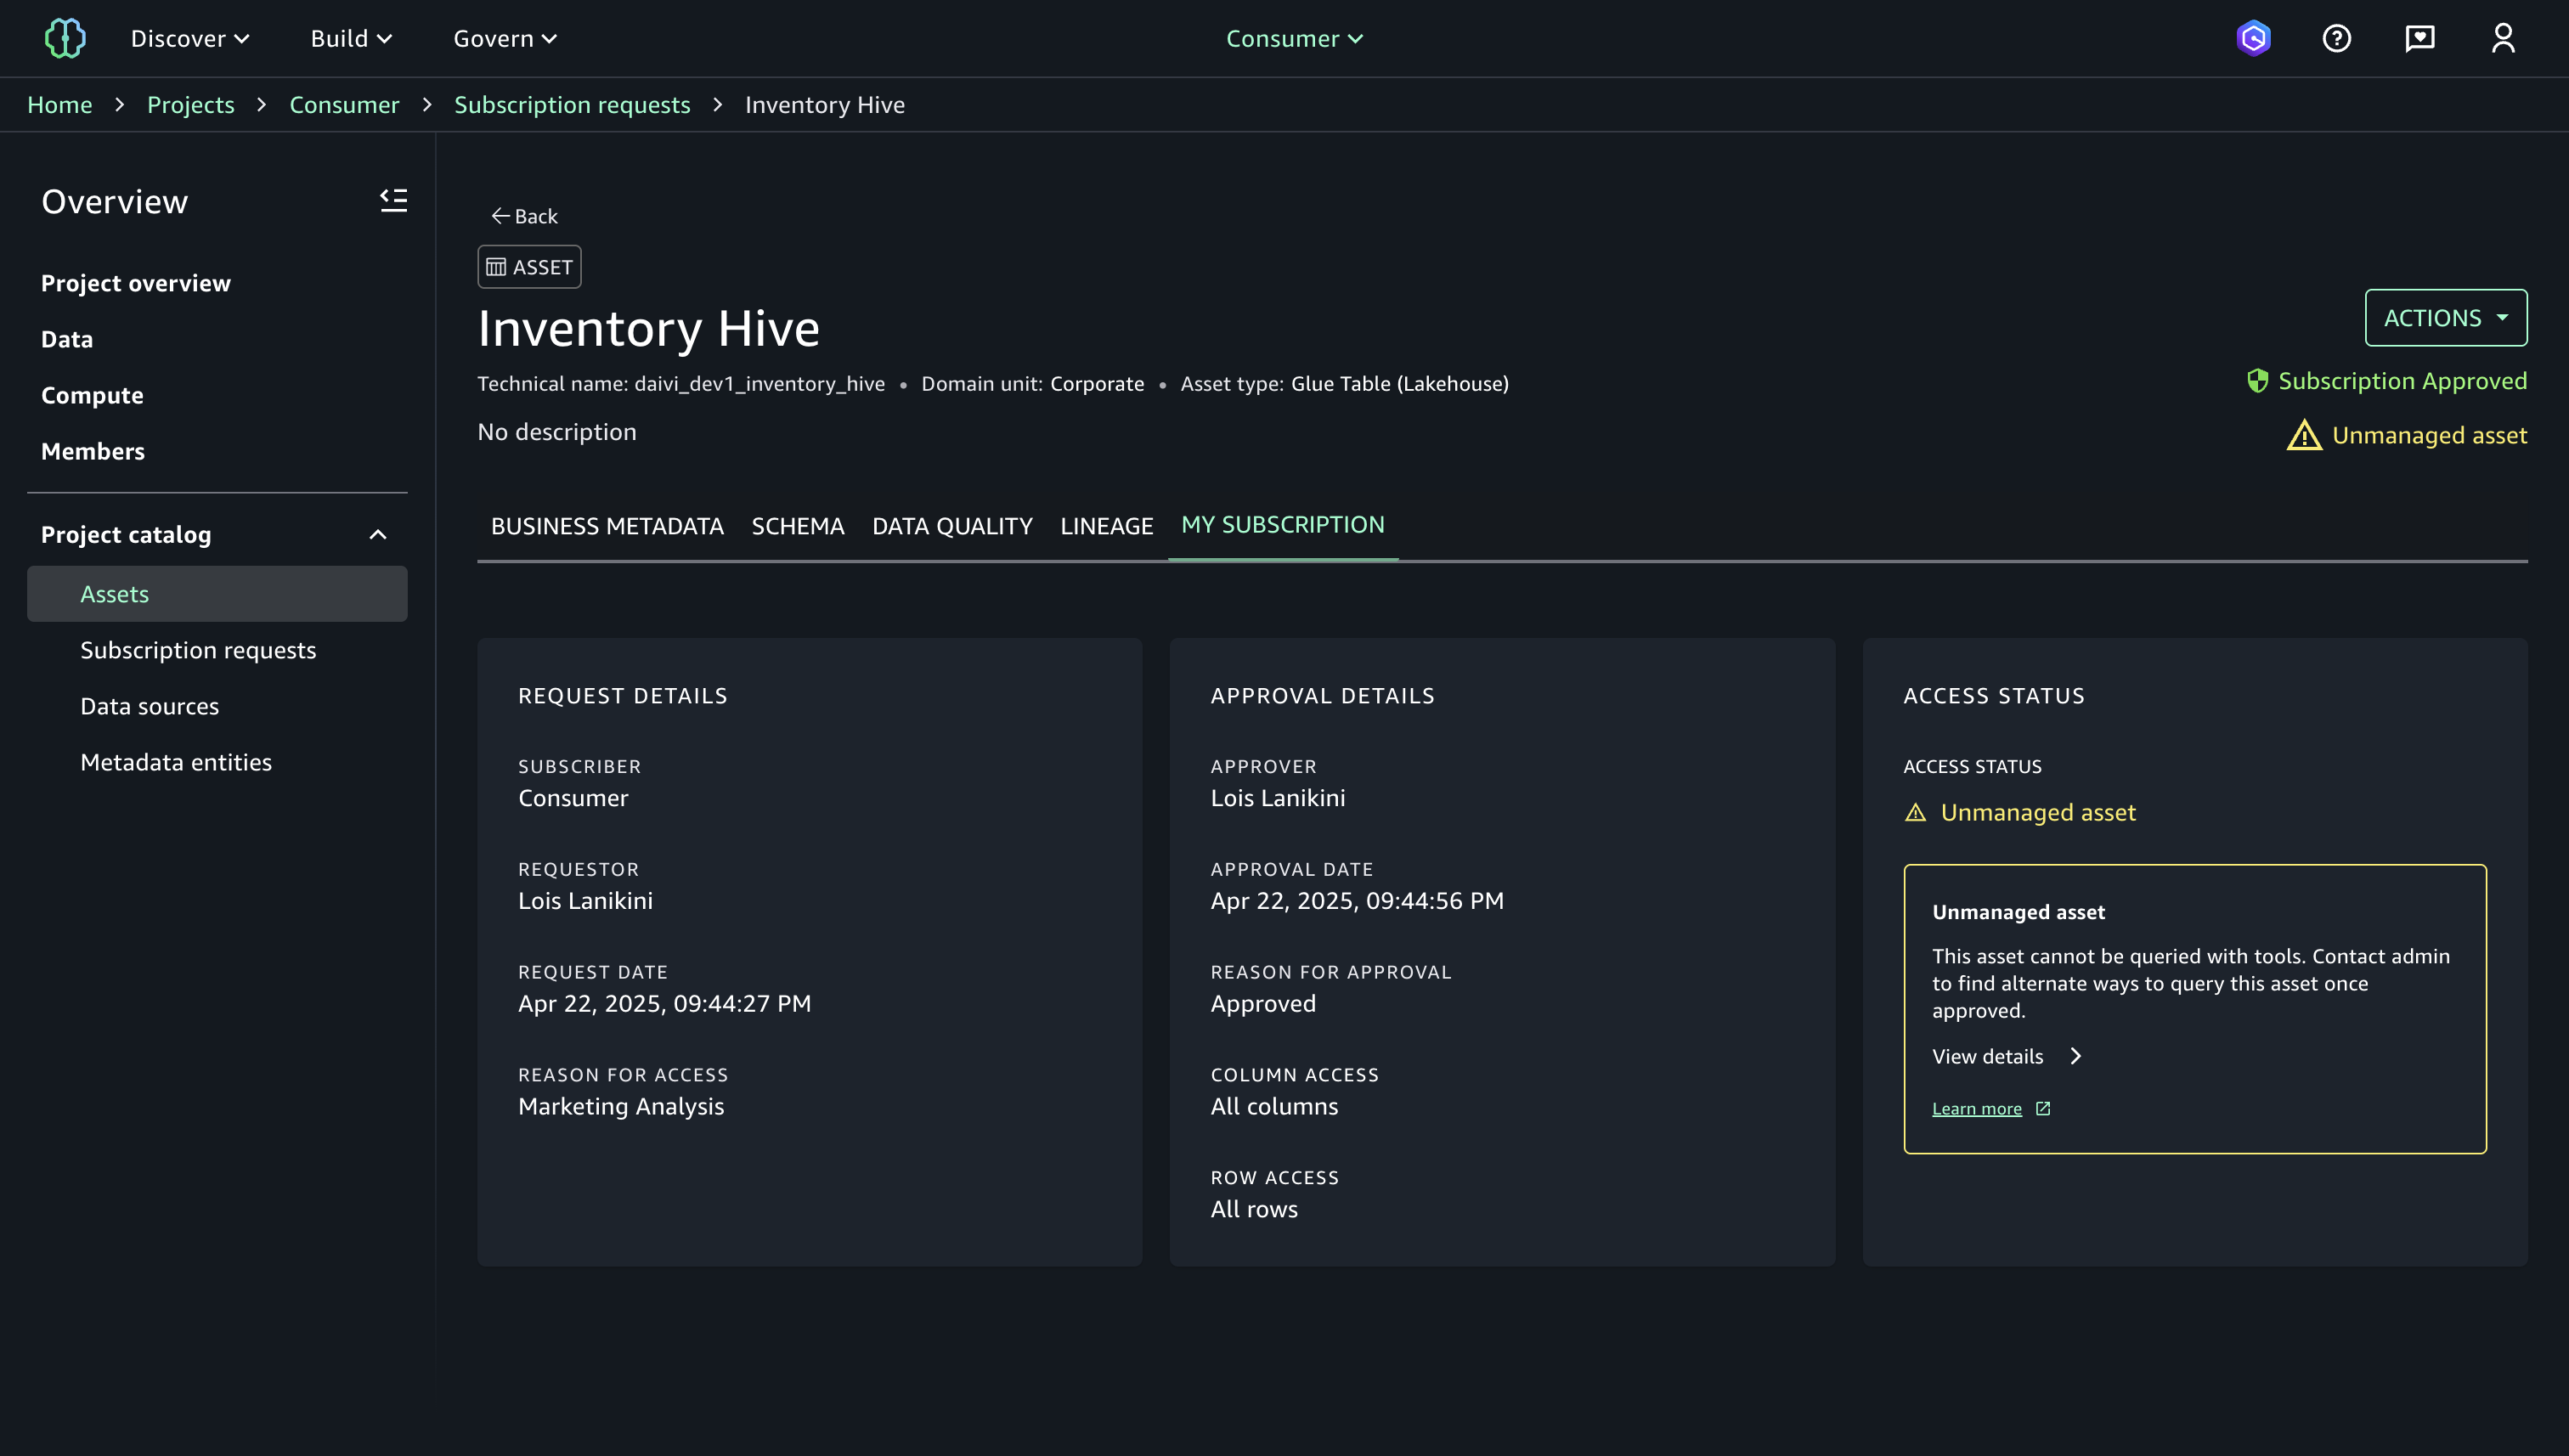 Discover Build Govern Consumer
Home > Projects > Consumer > Subscription requests > Inventory Hive
Overview
Project overview
Data
Compute
Members
Project catalog
Assets
Subscription requests
Data sources
Metadata entities
Back
ASSET
Inventory Hive
Technical name: daivi_dev1_inventory_hive • Domain unit: Corporate • Asset type: Glue Table (Lakehouse)
No description
ACTIONS
Subscription Approved
Unmanaged asset
BUSINESS METADATA SCHEMA DATA QUALITY LINEAGE MY SUBSCRIPTION
REQUEST DETAILS
SUBSCRIBER
Consumer
REQUESTOR
Lois Lanikini
REQUEST DATE
Apr 22, 2025, 09:44:27 PM
REASON FOR ACCESS
Marketing Analysis
APPROVAL DETAILS
APPROVER
Lois Lanikini
APPROVAL DATE
Apr 22, 2025, 09:44:56 PM
REASON FOR APPROVAL
Approved
COLUMN ACCESS
All columns
ROW ACCESS
All rows
ACCESS STATUS
ACCESS STATUS
Unmanaged asset
Unmanaged asset
This asset cannot be queried with tools. Contact admin
to find alternate ways to query this asset once
approved.
View details
Learn more